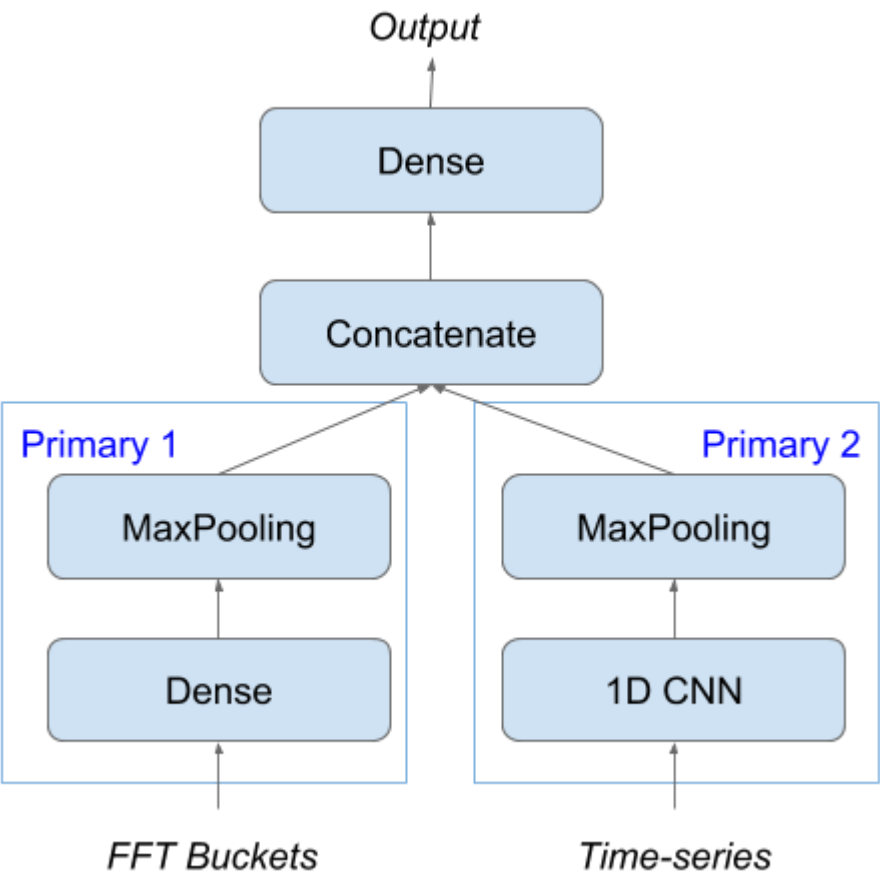 Output
Dense
Concatenate
Primary 1
Primary 2
MaxPooling
MaxPooling
Dense
1D CNN
FFT Buckets
Time-series